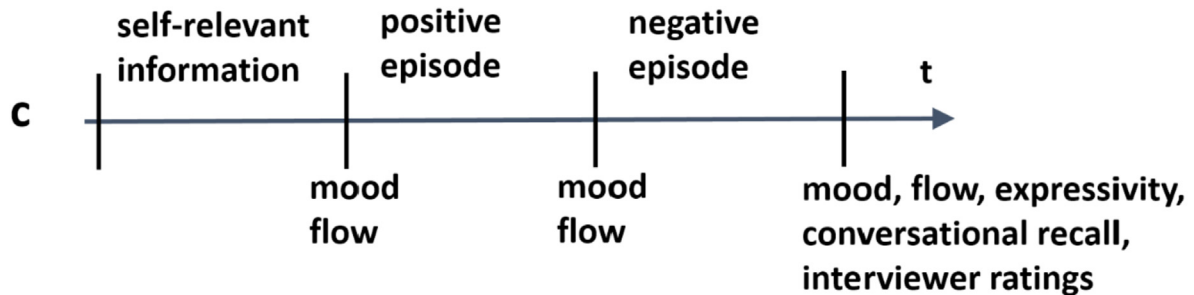 self-relevant
information
positive
episode
negative
episode
t
c
mood
flow
mood
flow
mood, flow, expressivity,
conversational recall,
interviewer ratings